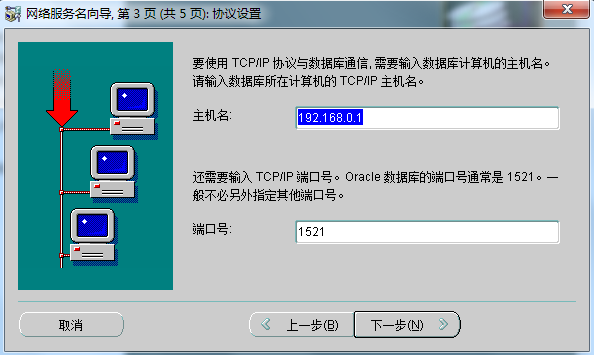 网络服务名向导, 第 3 页 (共 5 页): 协议设置
要使用 TCP/IP 协议与数据库通信, 需要输入数据库计算机的主机名。
请输入数据库所在计算机的 TCP/IP 主机名。
主机名:
192.168.0.1
还需要输入 TCP/IP 端口号。Oracle 数据库的端口号通常是 1521。一
般不必另外指定其他端口号。
端口号:
1521
取消
上一步(B)
下一步(N)